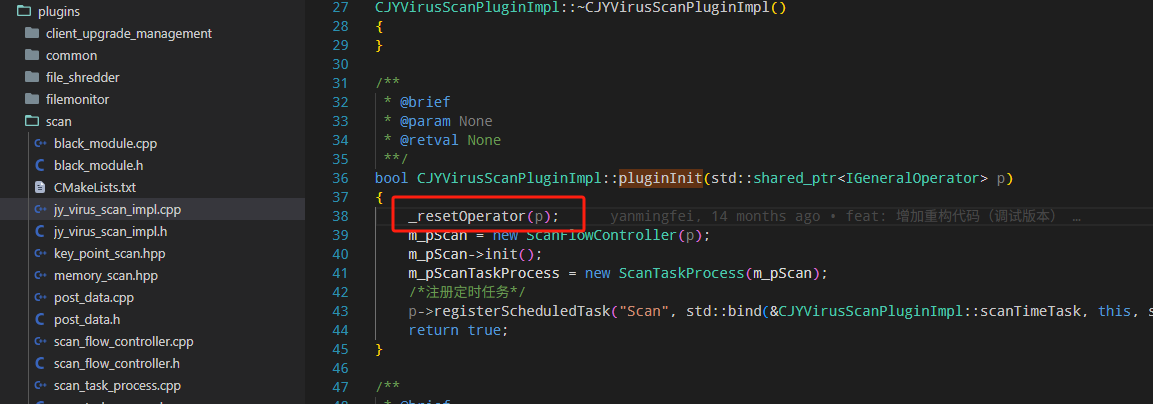 plugins
client_upgrade_management
common
file_shredder
filemonitor
scan
black_module.cpp
black_module.h
CMakeLists.txt
jy_virus_scan_impl.cpp
jy_virus_scan_impl.h
key_point_scan.hpp
memory_scan.hpp
post_data.cpp
post_data.h
scan_flow_controller.cpp
scan_flow_controller.h
scan_task_process.cpp
27 CJYVirusScanPluginImpl::~CJYVirusScanPluginImpl()
28 {
29 }
30
31 /**
32 * @brief
33 * @param None
34 * @retval None
35 **/
36 bool CJYVirusScanPluginImpl::pluginInit(std::shared_ptr<IGeneralOperator> p)
37 {
38 _resetOperator(p); yanmingfei, 14 months ago • feat: 增加重构代码（调试版本） …
39 m_pScan = new ScanFlowController(p);
40 m_pScan->init();
41 m_pScanTaskProcess = new ScanTaskProcess(m_pScan);
42 /*注册定时任务*/
43 p->registerScheduledTask("Scan", std::bind(&CJYVirusScanPluginImpl::scanTimeTask, this, s
44 return true;
45 }
46
47 /**